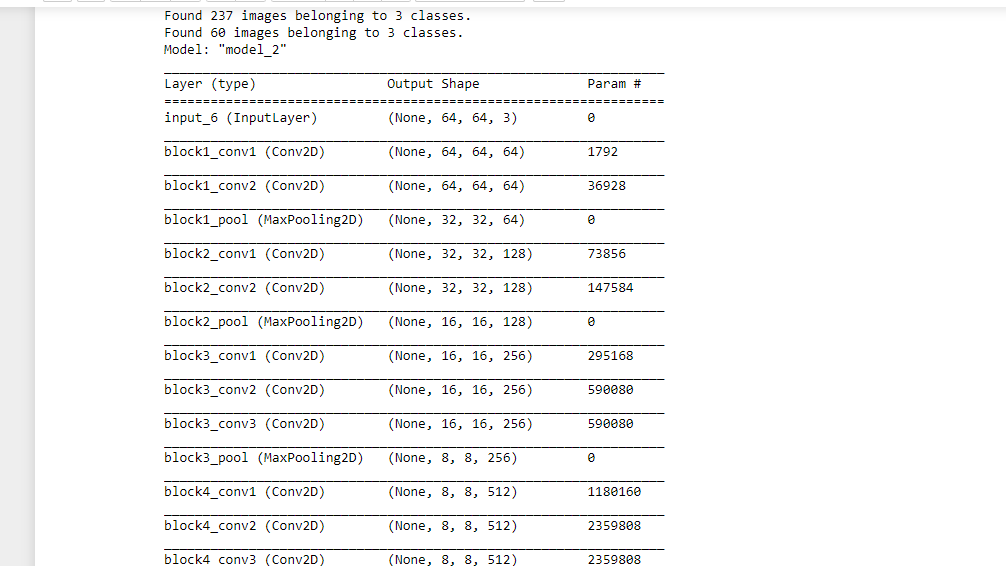 Found 237 images belonging to 3 classes.
Found 60 images belonging to 3 classes.
Model: "model_2"
Layer (type) Output Shape Param #
=================================================================
input_6 (InputLayer) (None, 64, 64, 3) 0
block1_conv1 (Conv2D) (None, 64, 64, 64) 1792
block1_conv2 (Conv2D) (None, 64, 64, 64) 36928
block1_pool (MaxPooling2D) (None, 32, 32, 64) 0
block2_conv1 (Conv2D) (None, 32, 32, 128) 73856
block2_conv2 (Conv2D) (None, 32, 32, 128) 147584
block2_pool (MaxPooling2D) (None, 16, 16, 128) 0
block3_conv1 (Conv2D) (None, 16, 16, 256) 295168
block3_conv2 (Conv2D) (None, 16, 16, 256) 590080
block3_conv3 (Conv2D) (None, 16, 16, 256) 590080
block3_pool (MaxPooling2D) (None, 8, 8, 256) 0
block4_conv1 (Conv2D) (None, 8, 8, 512) 1180160
block4_conv2 (Conv2D) (None, 8, 8, 512) 2359808
block4_conv3 (Conv2D) (None, 8, 8, 512) 2359808